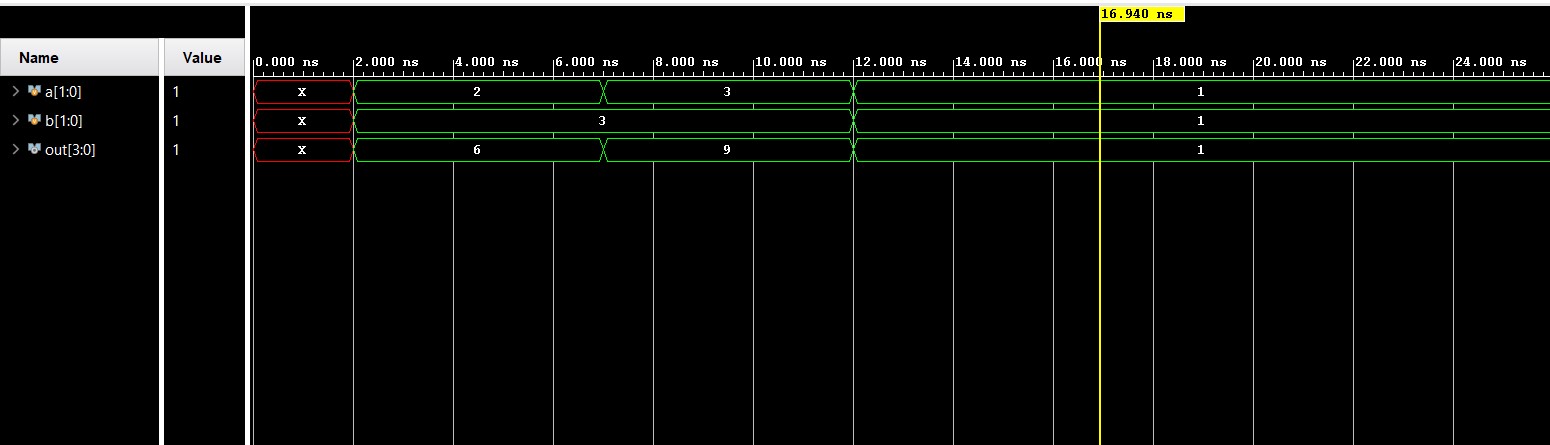 16.940 ns
Name Value
0.000 ns 2.000 ns 4.000 ns 6.000 ns 8.000 ns 10.000 ns 12.000 ns 14.000 ns 16.000 ns 18.000 ns 20.000 ns 22.000 ns 24.000 ns
a[1:0] 1 X 2 3 1
b[1:0] 1 X 3 1
out[3:0] 1 X 6 9 1